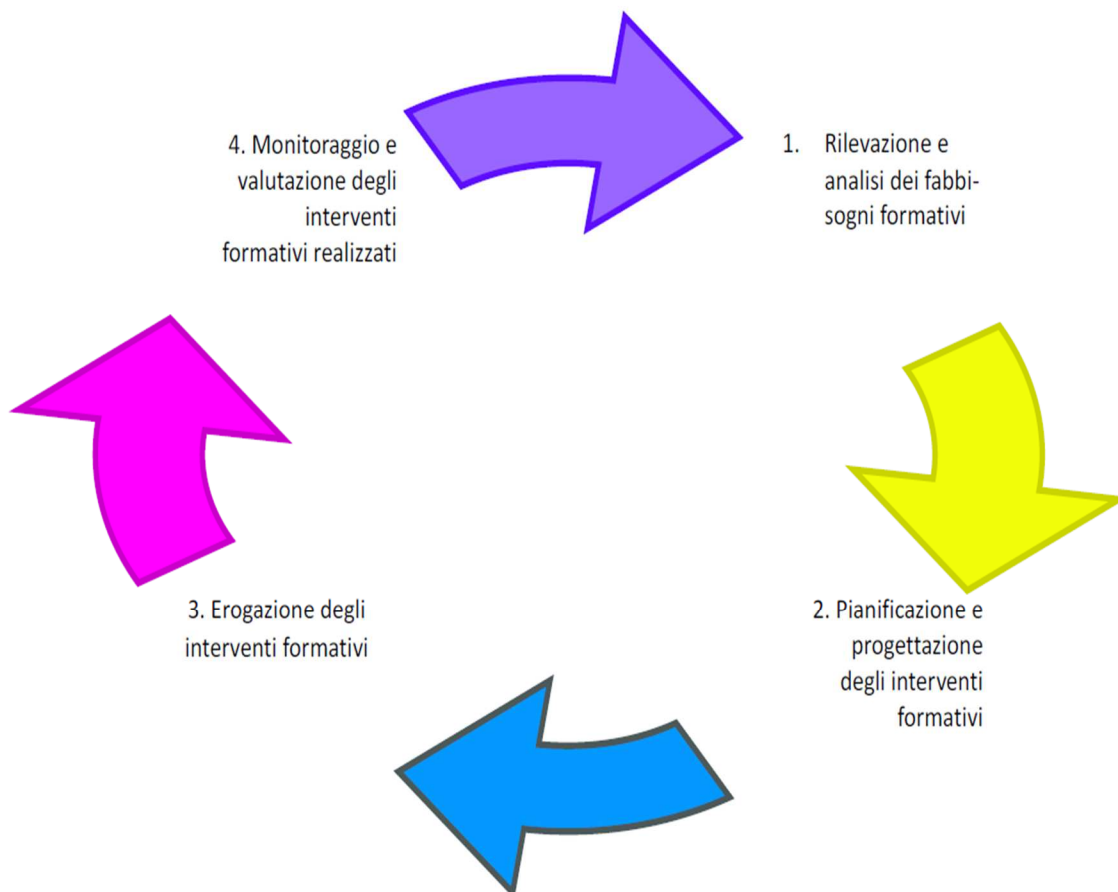 1. Rilevazione e
analisi dei fabbi-
sogni formativi
2. Pianificazione e
progettazione
degli interventi
formativi
3. Erogazione degli
interventi formativi
4. Monitoraggio e
valutazione degli
interventi
formativi realizzati